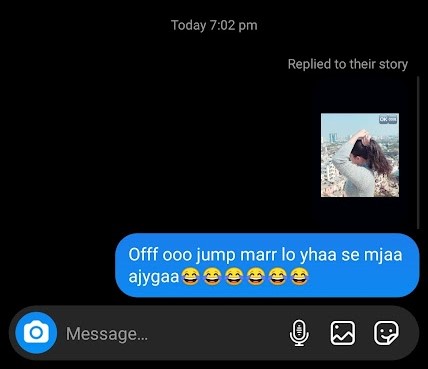 Today 7:02 pm
Replied to their story
Offf ooo jump marr lo yhaa se mjaa
ajygaa😂😂😂😂😂😂
Message...